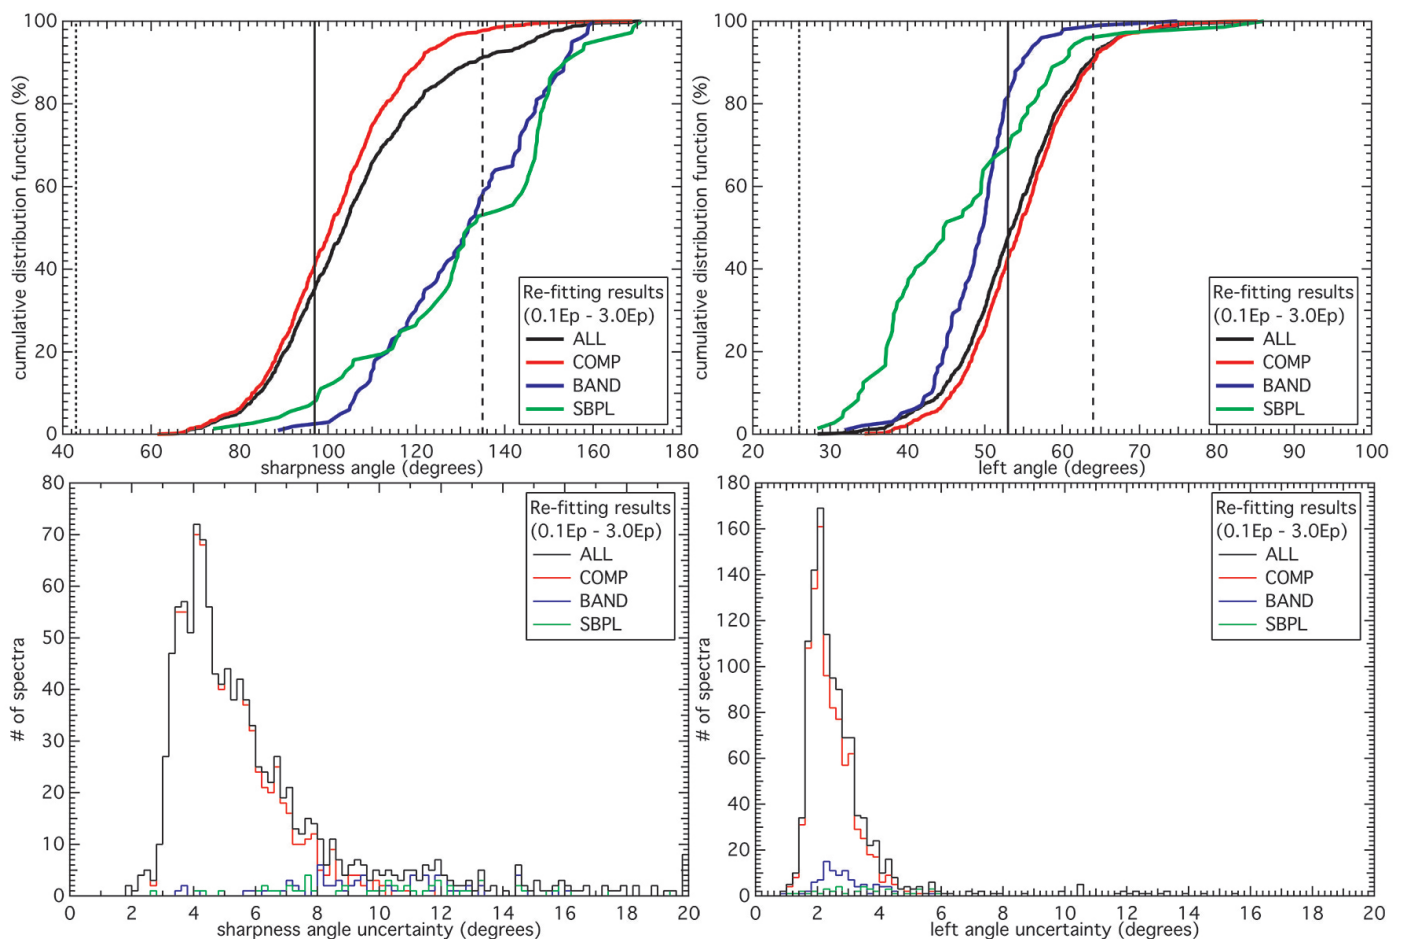 100
80
60
40
20
0
cumulative distribution function (%)
40 60 80 100 120 140 160 180
sharpness angle (degrees)
Re-fitting results
(0.1Ep - 3.0Ep)
ALL
COMP
BAND
SBPL
100
80
60
40
20
0
cumulative distribution function (%)
20 30 40 50 60 70 80 90 100
left angle (degrees)
Re-fitting results
(0.1Ep - 3.0Ep)
ALL
COMP
BAND
SBPL
80
70
60
50
40
30
20
10
0
# of spectra
0 2 4 6 8 10 12 14 16 18 20
sharpness angle uncertainty (degrees)
Re-fitting results
(0.1Ep - 3.0Ep)
ALL
COMP
BAND
SBPL
180
160
140
120
100
80
60
40
20
0
# of spectra
0 2 4 6 8 10 12 14 16 18 20
left angle uncertainty (degrees)
Re-fitting results
(0.1Ep - 3.0Ep)
ALL
COMP
BAND
SBPL